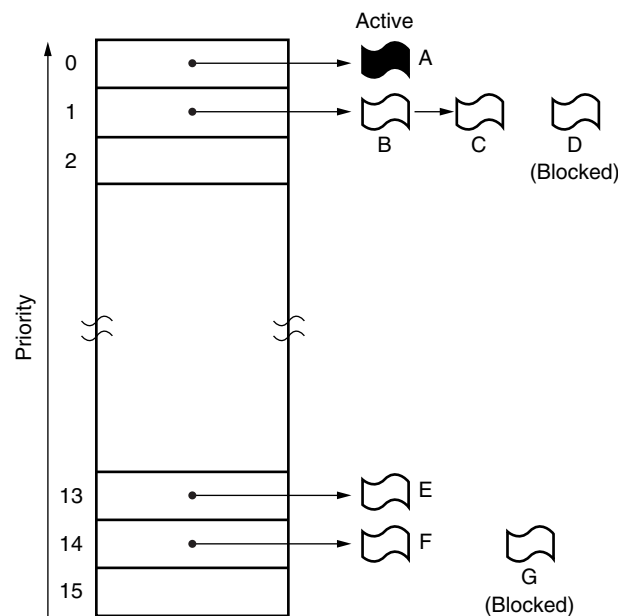 Active
0
A
1
B
C
D
(Blocked)
2
Priority
13
E
14
F
G
(Blocked)
15